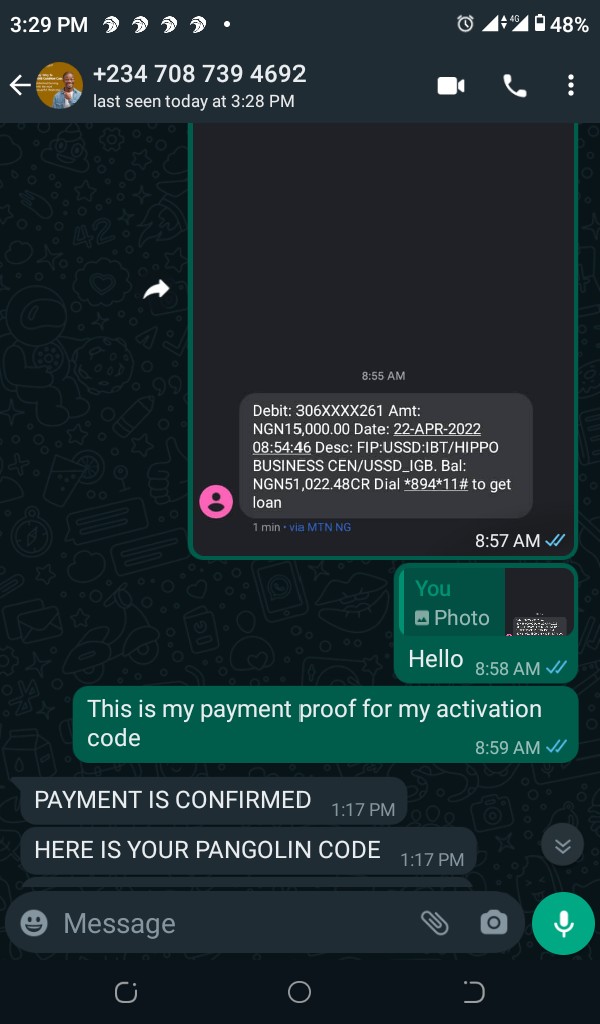 3:29 PM 4G 48%
+234 708 739 4692
last seen today at 3:28 PM
8:55 AM
Debit: 306XXXX261 Amt:
NGN15,000.00 Date: 22-APR-2022
08:54:46 Desc: FIP:USSD:IBT/HIPPO
BUSINESS CEN/USSD_IGB. Bal:
NGN51,022.48CR Dial *894*11# to get
loan
1 min · via MTN NG
8:57 AM
You
Photo
Hello 8:58 AM
This is my payment proof for my activation
code 8:59 AM
PAYMENT IS CONFIRMED 1:17 PM
HERE IS YOUR PANGOLIN CODE 1:17 PM
Message